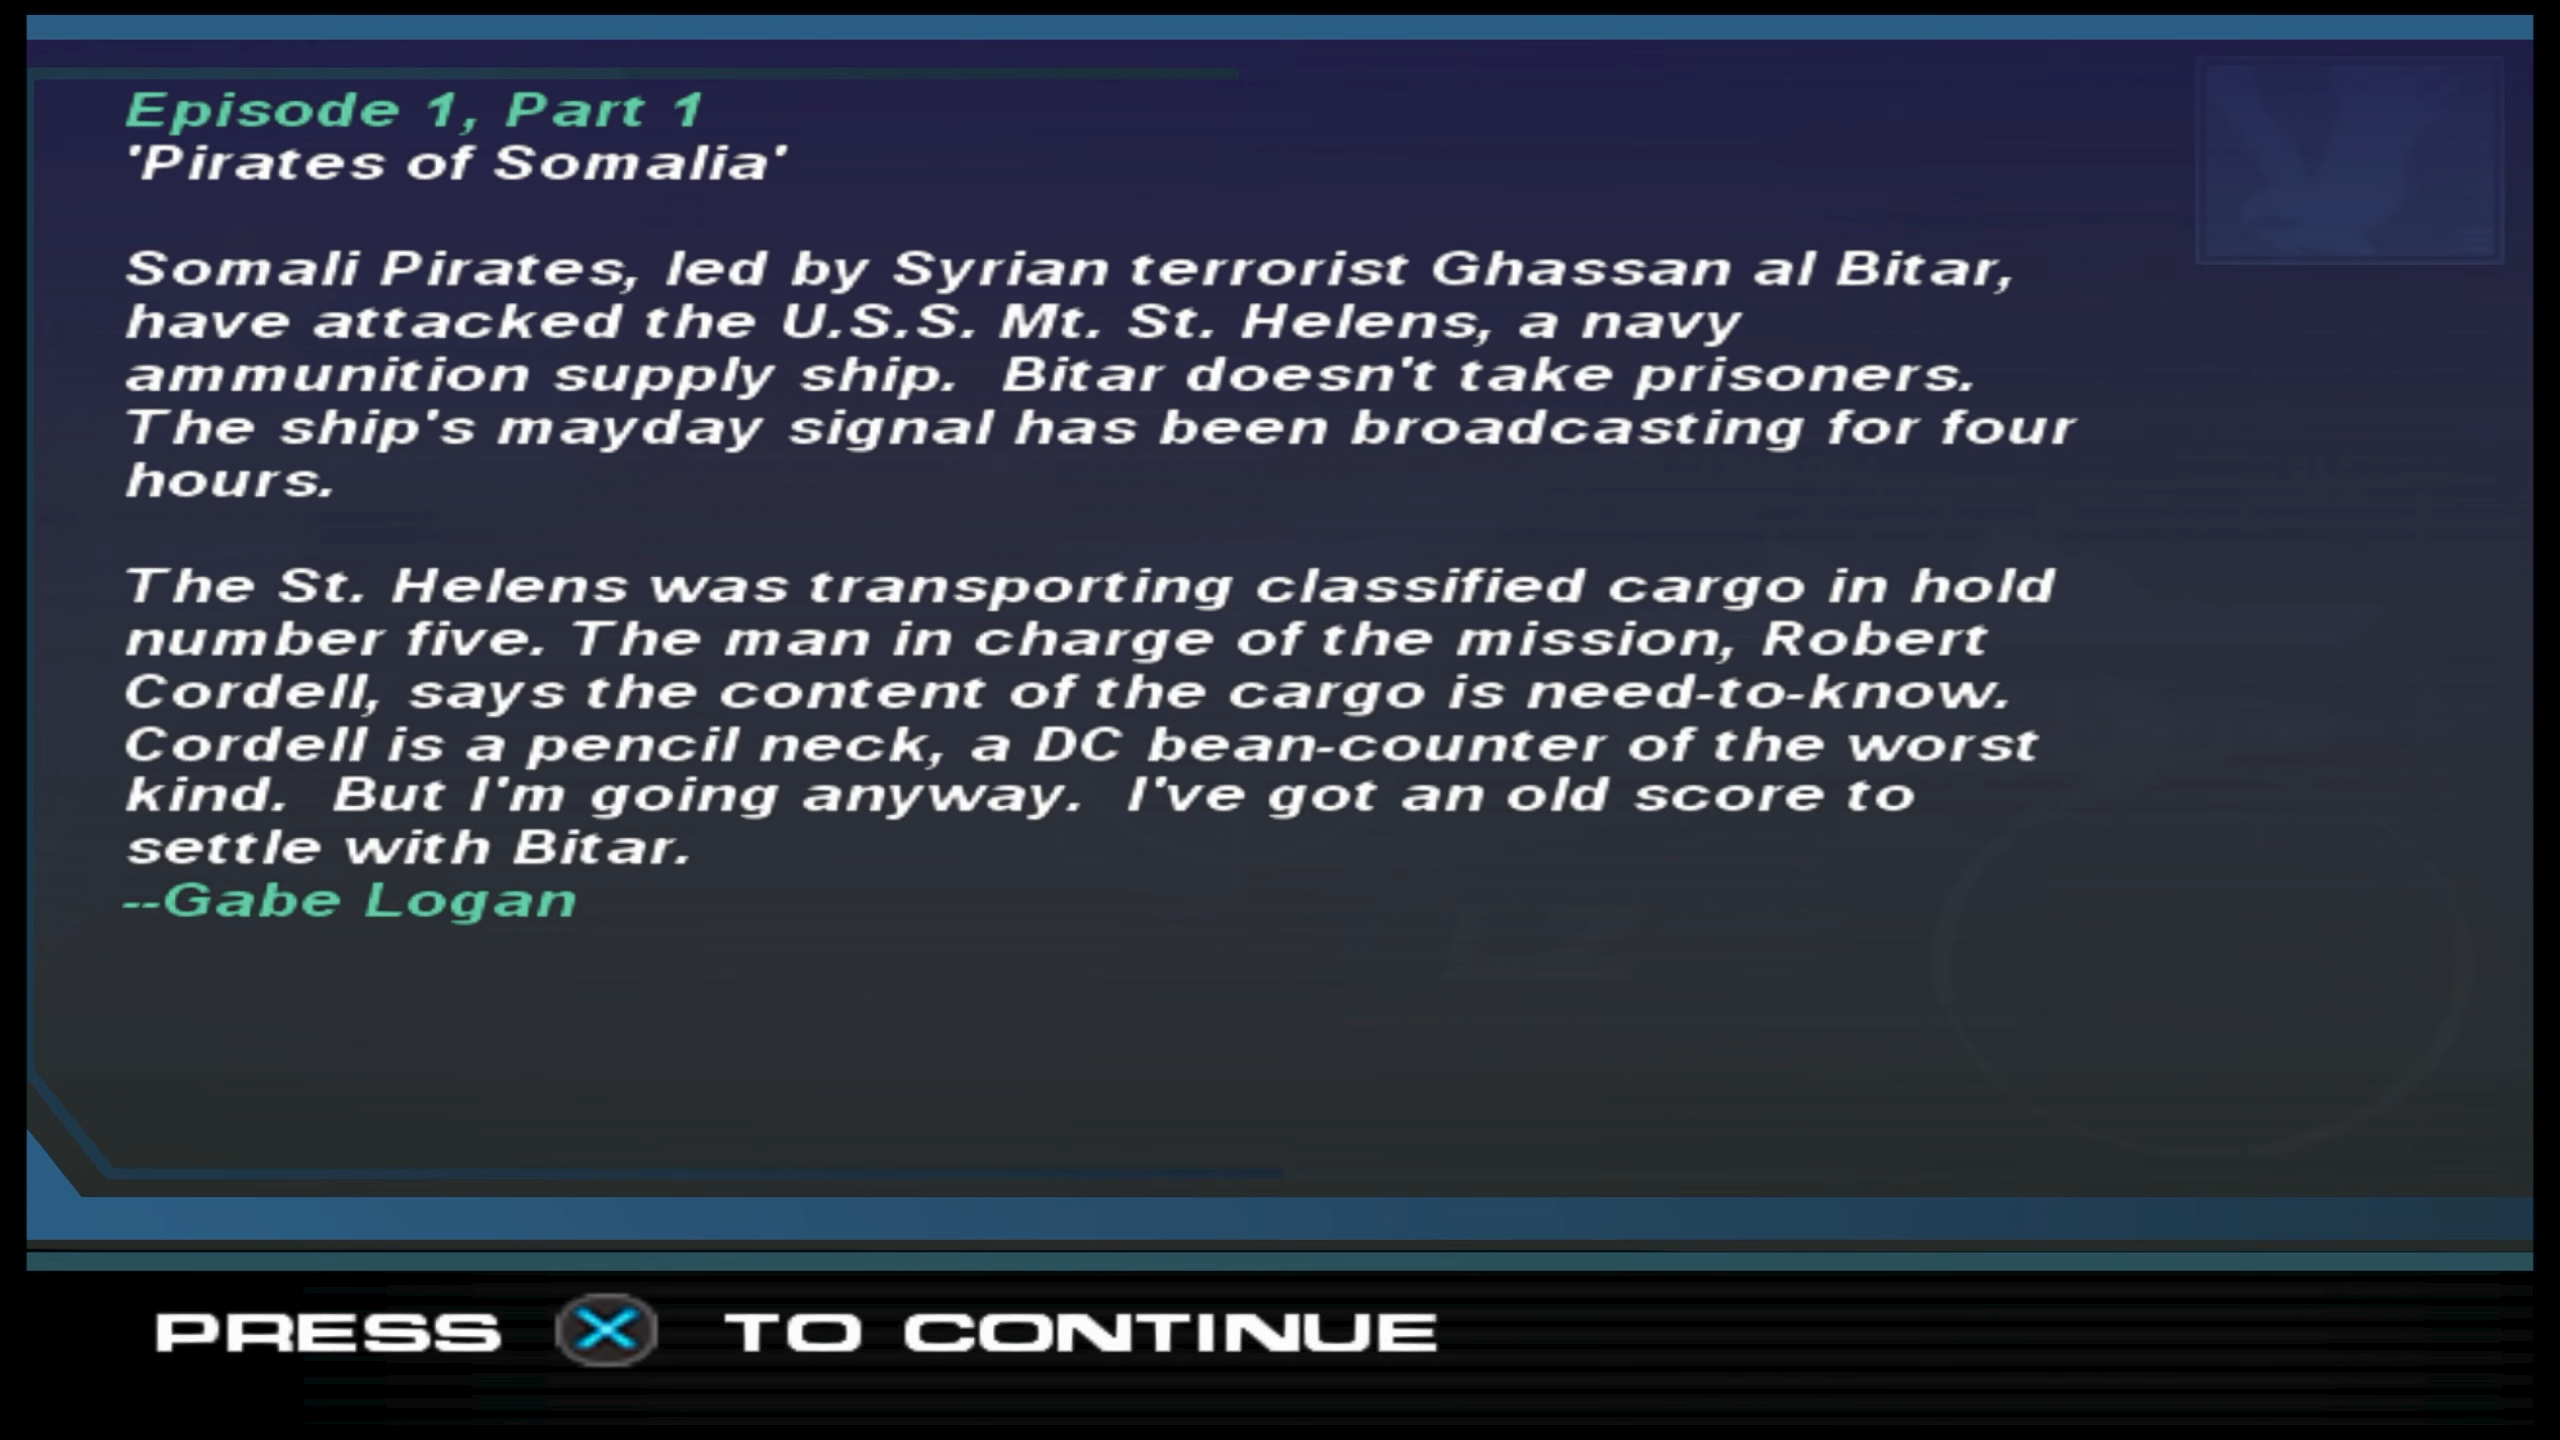 Episode 1, Part 1
'Pirates of Somalia'
Somali Pirates, led by Syrian terrorist Ghassan al Bitar,
have attacked the U.S.S. Mt. St. Helens, a navy
ammunition supply ship.  Bitar doesn't take prisoners.
The ship's mayday signal has been broadcasting for four
hours.
The St. Helens was transporting classified cargo in hold
number five. The man in charge of the mission, Robert
Cordell, says the content of the cargo is need-to-know.
Cordell is a pencil neck, a DC bean-counter of the worst
kind.  But I'm going anyway.  I've got an old score to
settle with Bitar.
--Gabe Logan
LZ
PRESS X TO CONTINUE